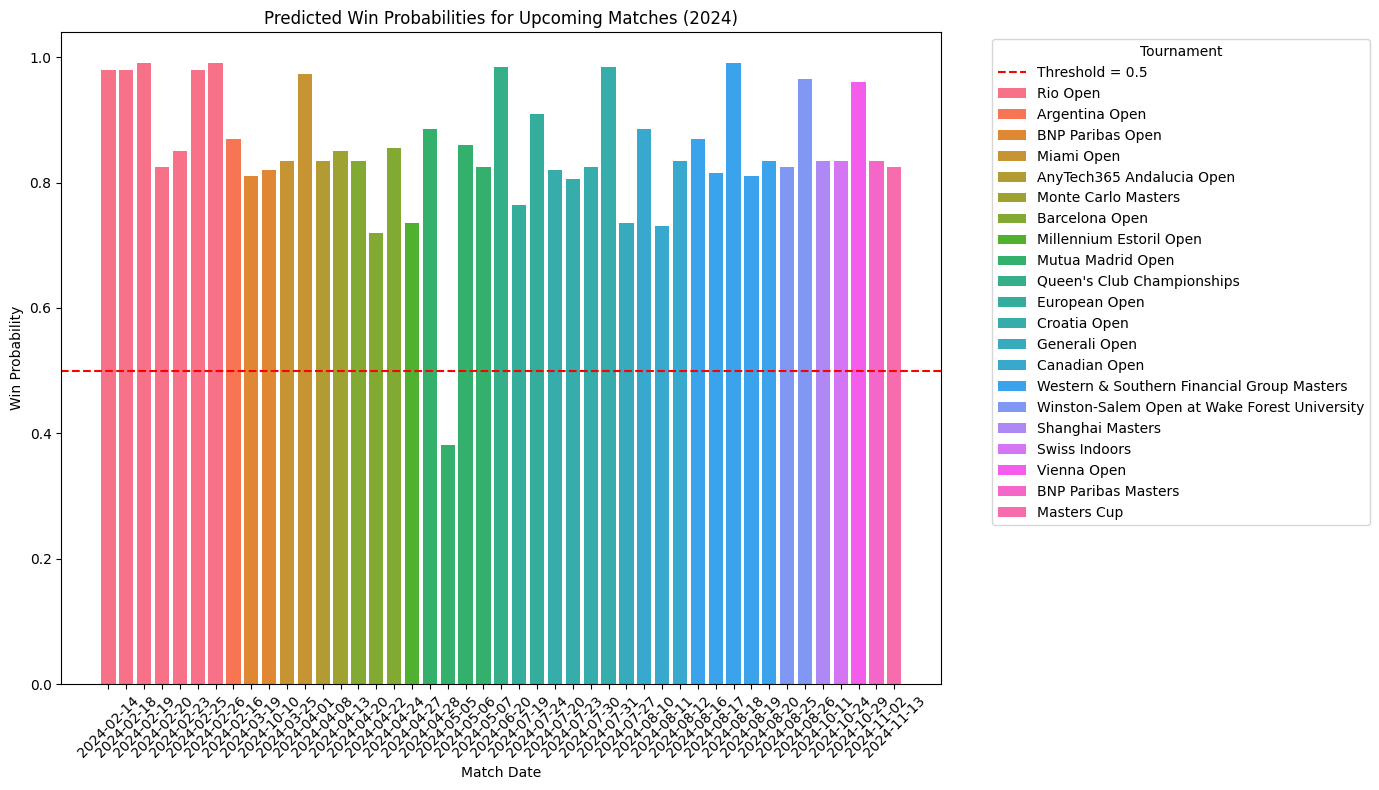 Predicted Win Probabilities for Upcoming Matches (2024)
Win Probability
1.0
0.8
0.6
0.4
0.2
0.0
2024-02-14
2024-02-18
2024-02-19
2024-02-20
2024-02-23
2024-02-25
2024-02-26
2024-02-16
2024-03-19
2024-10-10
2024-03-25
2024-04-01
2024-04-08
2024-04-13
2024-04-20
2024-04-22
2024-04-24
2024-04-27
2024-04-28
2024-05-05
2024-05-06
2024-05-07
2024-06-20
2024-07-19
2024-07-24
2024-07-20
2024-07-23
2024-07-30
2024-07-31
2024-07-27
2024-08-10
2024-08-11
2024-08-12
2024-08-16
2024-08-17
2024-08-18
2024-08-19
2024-08-20
2024-08-25
2024-08-26
2024-10-11
2024-10-24
2024-10-29
2024-11-02
2024-11-13
Match Date
Tournament
Threshold = 0.5
Rio Open
Argentina Open
BNP Paribas Open
Miami Open
AnyTech365 Andalucia Open
Monte Carlo Masters
Barcelona Open
Millennium Estoril Open
Mutua Madrid Open
Queen's Club Championships
European Open
Croatia Open
Generali Open
Canadian Open
Western & Southern Financial Group Masters
Winston-Salem Open at Wake Forest University
Shanghai Masters
Swiss Indoors
Vienna Open
BNP Paribas Masters
Masters Cup